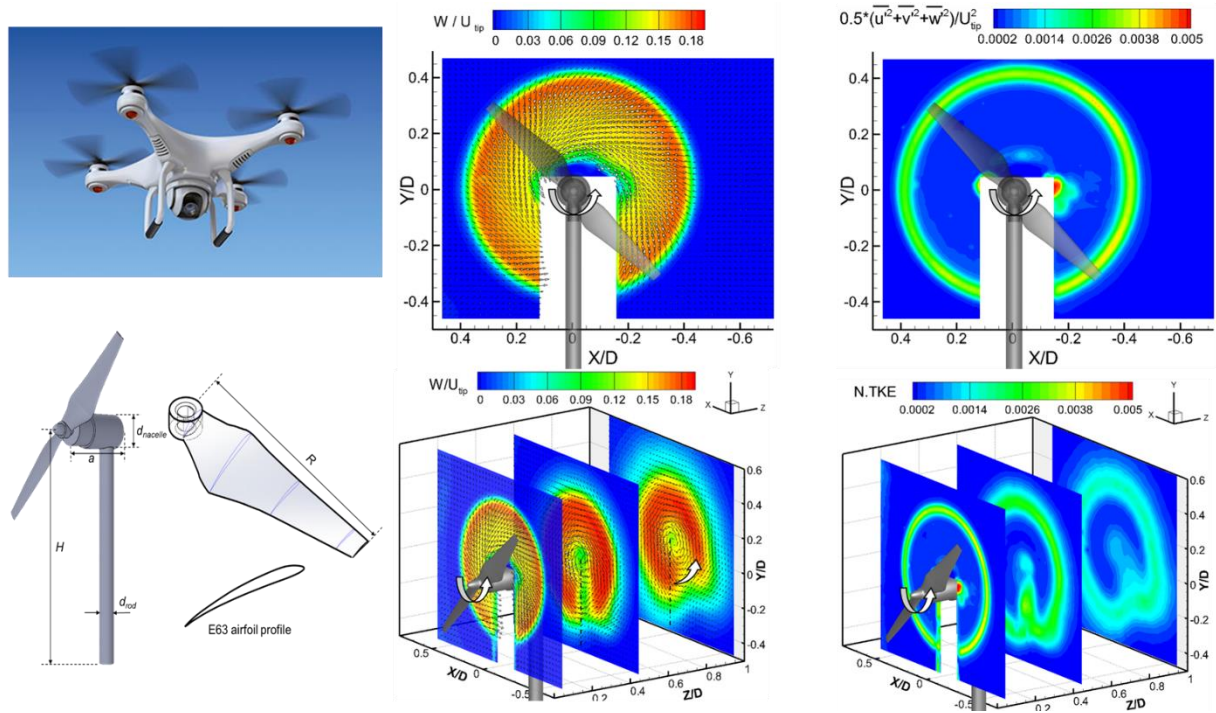 W / U_tip
0 0.03 0.06 0.09 0.12 0.15 0.18
Y/D
0.4
0.2
0
-0.2
-0.4
0.4 0.2 0 -0.2 -0.4 -0.6
X/D
0.5*(u'²+v'²+w'²)/U²_tip
0.0002 0.0014 0.0026 0.0038 0.005
Y/D
0.4
0.2
0
-0.2
-0.4
0.4 0.2 0 -0.2 -0.4 -0.6
X/D
d_nacelle
a
H
d_rod
R
E63 airfoil profile
W/U_tip
0 0.03 0.06 0.09 0.12 0.15 0.18
Y
X
Z
0.6
0.4
0.2
0
-0.2
-0.4
Y/D
0.5
0
-0.5
X/D
0.2 0.4 0.6 0.8 1
Z/D
N.TKE
0.0002 0.0014 0.0026 0.0038 0.005
Y
X
Z
0.6
0.4
0.2
0
-0.2
-0.4
Y/D
0.5
0
-0.5
X/D
0.2 0.4 0.6 0.8 1
Z/D